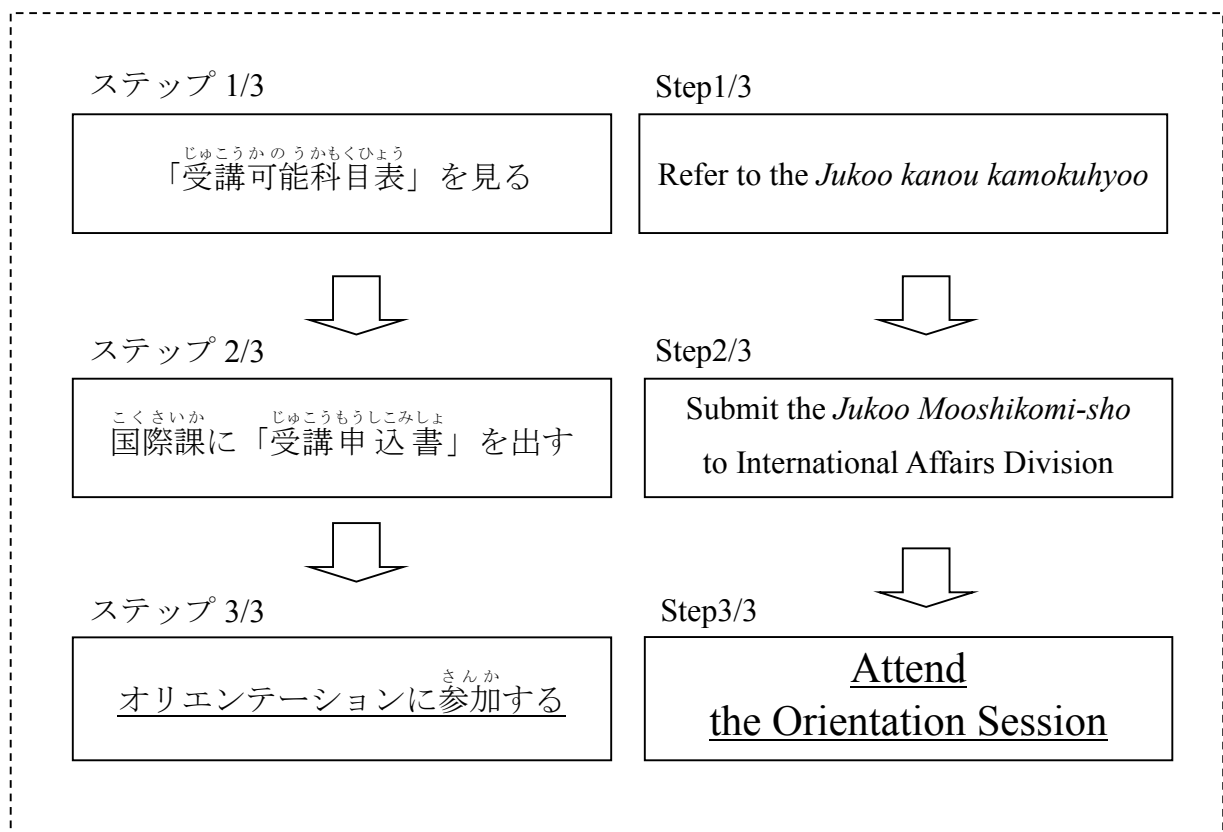 ステップ 1/3
じゅこうかのうかもくひょう
「受講可能科目表」を見る
ステップ 2/3
こくさいか じゅこうもうしこみしょ
国際課に「受講申込書」を出す
ステップ 3/3
さんか
オリエンテーションに参加する
Step1/3
Refer to the Jukoo kanou kamokuhyoo
Step2/3
Submit the Jukoo Mooshikomi-sho
to International Affairs Division
Step3/3
Attend
the Orientation Session